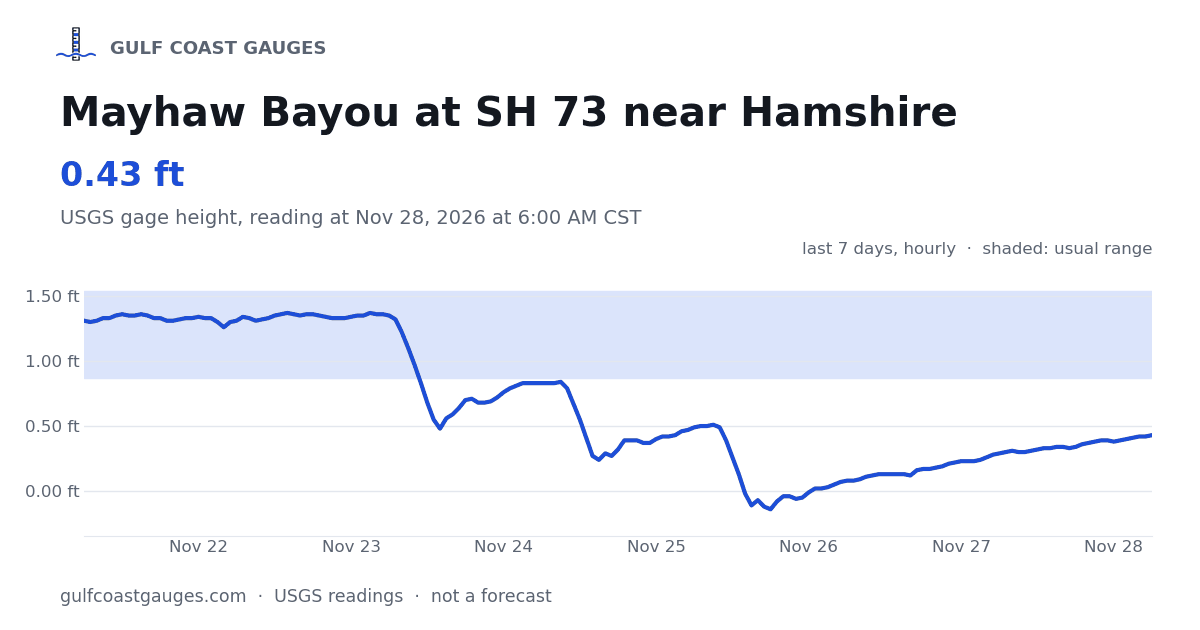 GULF COAST GAUGES
Mayhaw Bayou at SH 73 near Hamshire
0.43 ft
USGS gage height, reading at Nov 28, 2026 at 6:00 AM CST
last 7 days, hourly · shaded: usual range
1.50 ft
1.00 ft
0.50 ft
0.00 ft
Nov 22 Nov 23 Nov 24 Nov 25 Nov 26 Nov 27 Nov 28
gulfcoastgauges.com · USGS readings · not a forecast